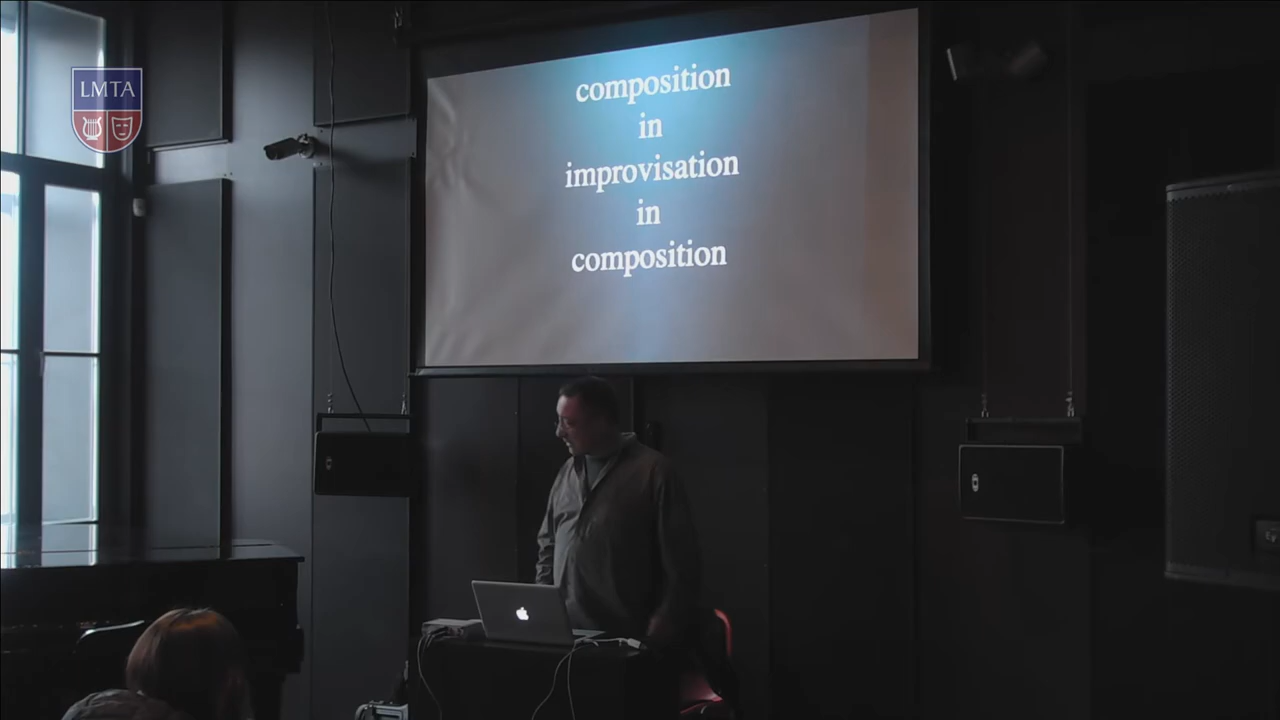 LMTA
composition
in
improvisation
in
composition